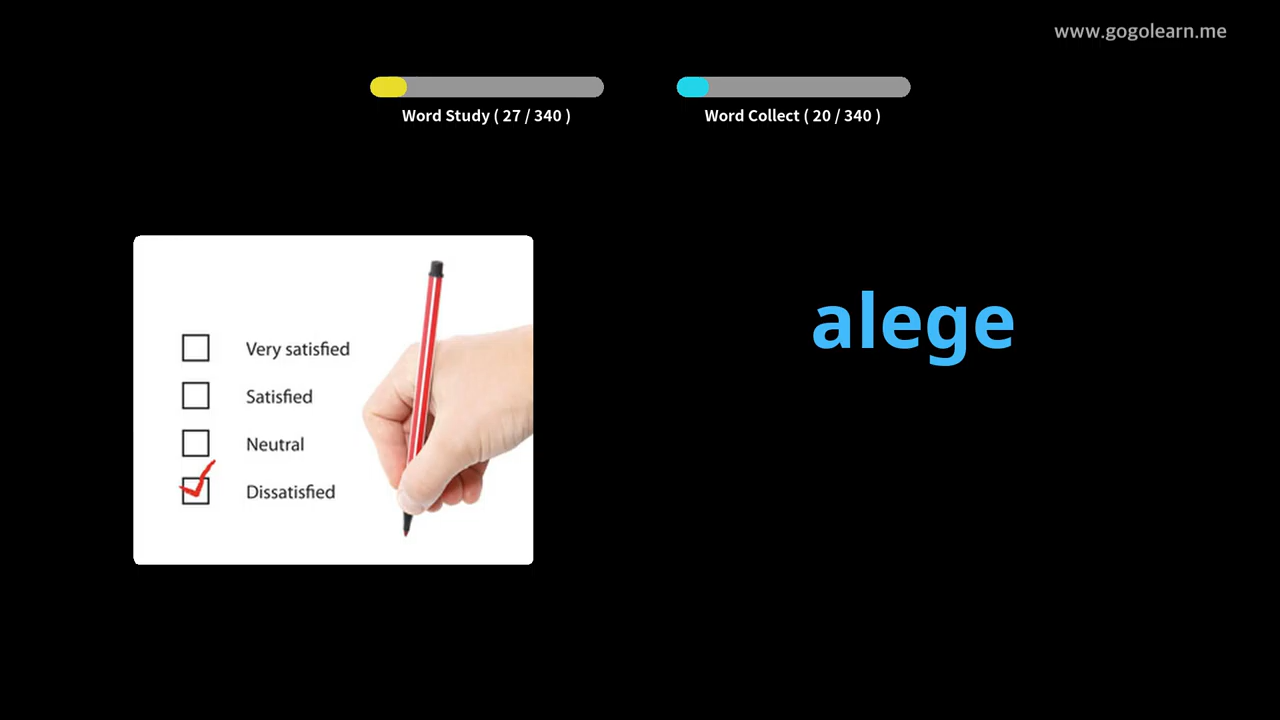 www.gogolearn.me
Word Study ( 27 / 340 )
Word Collect ( 20 / 340 )
alege
Very satisfied
Satisfied
Neutral
Dissatisfied